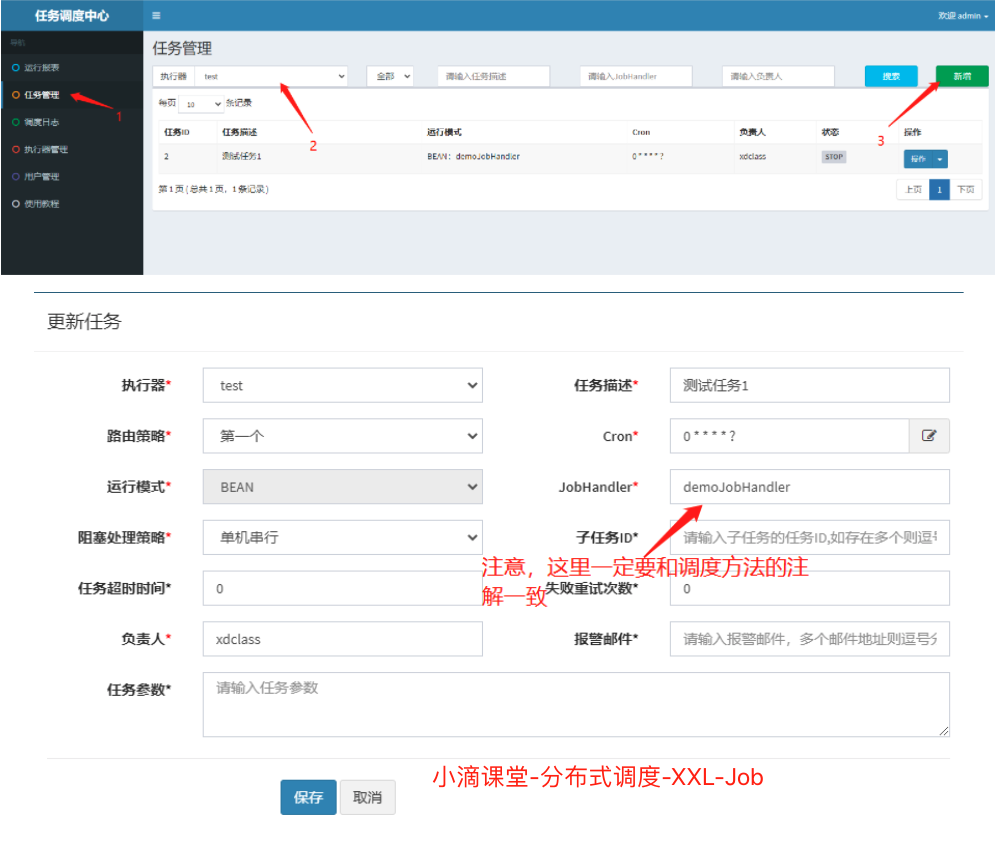 任务调度中心 欢迎 admin
导航
运行报表
任务管理
调度日志
执行器管理
用户管理
使用教程
1
任务管理
执行器 test 全部 请输入任务描述 请输入JobHandler 请输入负责人 搜索 新增
每页 10 条记录
2
3
任务ID 任务描述 运行模式 Cron 负责人 状态 操作
2 测试任务1 BEAN: demoJobHandler 0 * * * * ? xdclass STOP 操作
第 1 页 ( 总共 1 页, 1 条记录 ) 上页 1 下页
更新任务
执行器* test 任务描述* 测试任务1
路由策略* 第一个 Cron* 0 * * * * ?
运行模式* BEAN JobHandler* demoJobHandler
阻塞处理策略* 单机串行 子任务ID* 请输入子任务的任务ID,如存在多个则逗
注意，这里一定要和调度方法的注
解一致
任务超时时间* 0 失败重试次数* 0
负责人* xdclass 报警邮件* 请输入报警邮件，多个邮件地址则逗号分
任务参数* 请输入任务参数
小滴课堂-分布式调度-XXL-Job
保存 取消